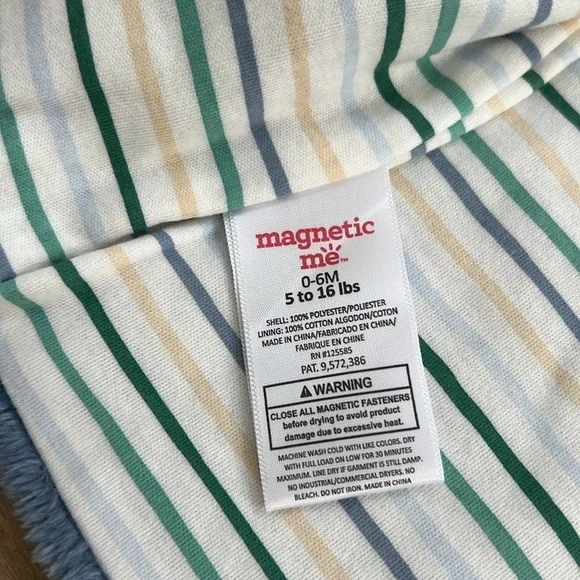 magnetic
me™
0-6M
5 to 16 lbs
SHELL: 100% POLYESTER/POLIESTER
LINING: 100% COTTON ALGODON/COTON
MADE IN CHINA/FABRICADO EN CHINA/
FABRIQUE EN CHINE
RN #125585
PAT. 9,572,386
⚠ WARNING
CLOSE ALL MAGNETIC FASTENERS
before drying to avoid product
damage due to excessive heat.
MACHINE WASH COLD WITH LIKE COLORS. DRY
WITH FULL LOAD ON LOW FOR 30 MINUTES
MAXIMUM. LINE DRY IF GARMENT IS STILL DAMP.
NO INDUSTRIAL/COMMERCIAL DRYERS. NO
BLEACH. DO NOT IRON. MADE IN CHINA